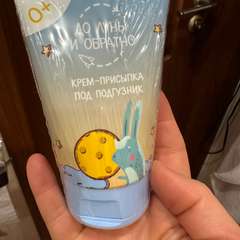 0+
ДО ЛУНЫ
И ОБРАТНО
КРЕМ-ПРИСЫПКА
ПОД ПОДГУЗНИК